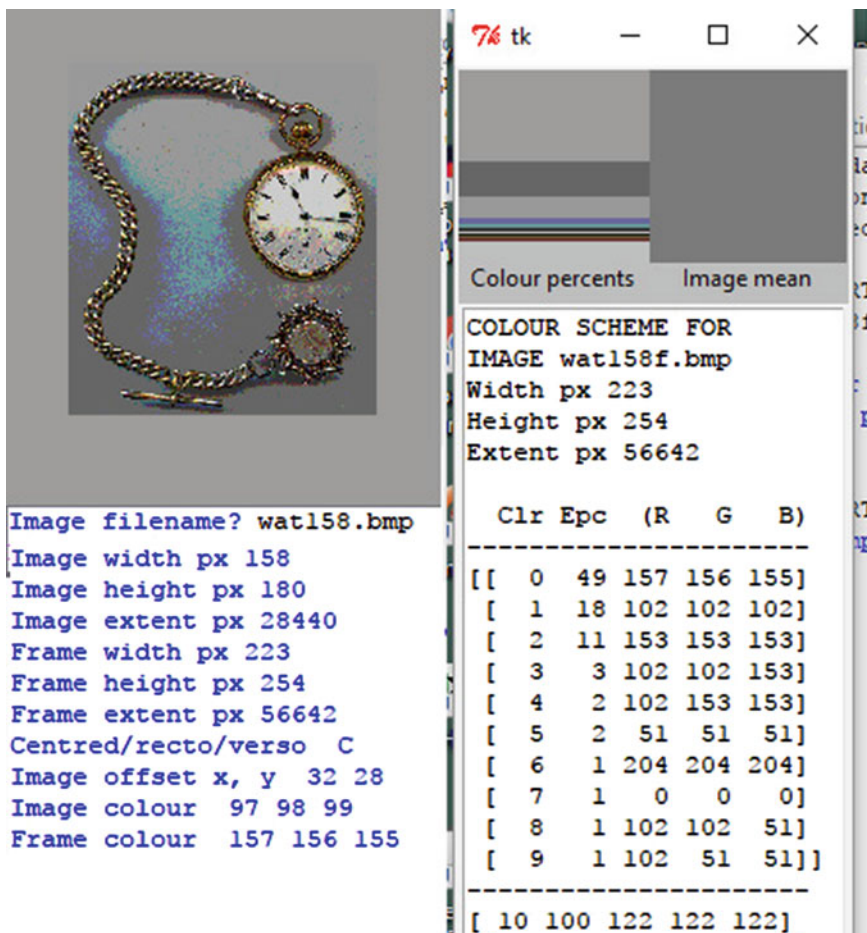 Image filename? wat158.bmp
Image width px 158
Image height px 180
Image extent px 28440
Frame width px 223
Frame height px 254
Frame extent px 56642
Centred/recto/verso C
Image offset x, y 32 28
Image colour 97 98 99
Frame colour 157 156 155
tk
Colour percents Image mean
COLOUR SCHEME FOR
IMAGE wat158f.bmp
Width px 223
Height px 254
Extent px 56642
Clr Epc (R G B)
-----------------------
[[ 0 49 157 156 155]
[ 1 18 102 102 102]
[ 2 11 153 153 153]
[ 3 3 102 102 153]
[ 4 2 102 153 153]
[ 5 2 51 51 51]
[ 6 1 204 204 204]
[ 7 1 0 0 0]
[ 8 1 102 102 51]
[ 9 1 102 51 51]]
-----------------------
[ 10 100 122 122 122]